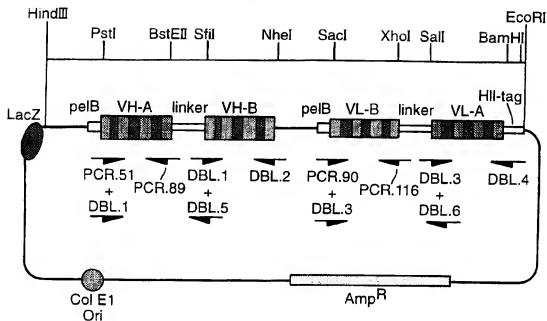 HindIII
EcoRI
PstI
BstEII
SfiI
NheI
SacI
XhoI
SalI
BamHI
HII-tag
LacZ
pelB
VH-A
linker
VH-B
pelB
VL-B
linker
VL-A
PCR.51
+
DBL.1
PCR.89
DBL.1
+
DBL.5
DBL.2
PCR.90
+
DBL.3
PCR.116
DBL.3
+
DBL.6
DBL.4
Col E1
Ori
AmpR